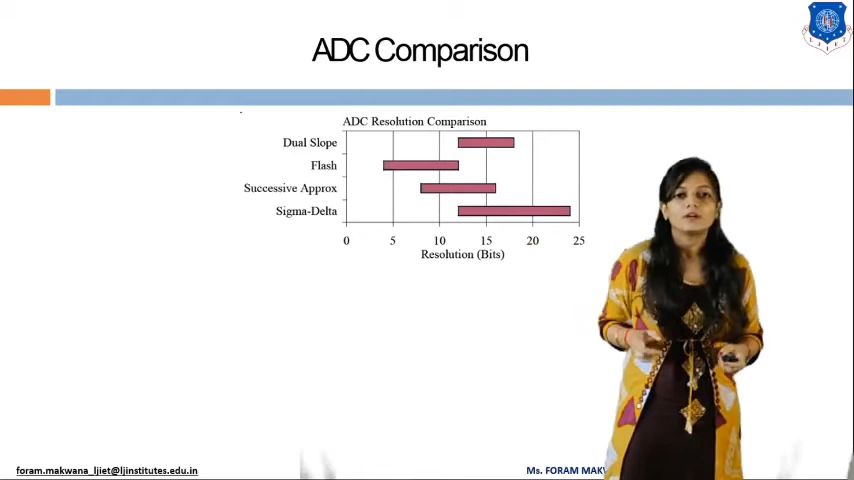 ADC Comparison
ADC Resolution Comparison
Dual Slope
Flash
Successive Approx
Sigma-Delta
0 5 10 15 20 25
Resolution (Bits)
foram.makwana_ljiet@ljinstitutes.edu.in
Ms. FORAM